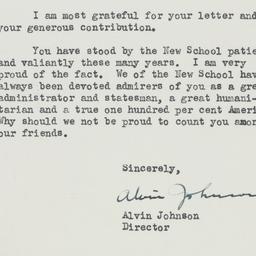 I am most grateful for your letter and
your generous contribution.
You have stood by the New School patie
and valiantly these many years. I am very
proud of the fact. We of the New School have
always been devoted admirers of you as a grea
administrator and statesman, a great humani-
tarian and a true one hundred per cent Ameri
Why should we not be proud to count you amon
our friends.
Sincerely,
Alvin Johnson
Alvin Johnson
Director